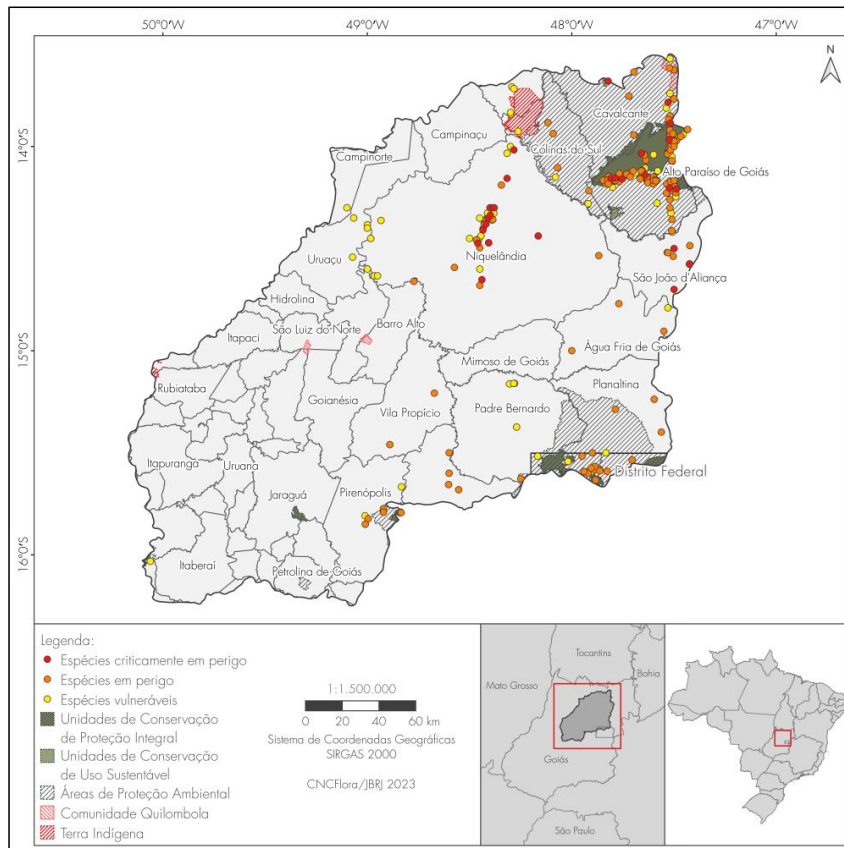 50°0'W
49°0'W
48°0'W
47°0'W
N
14°0'S
15°0'S
16°0'S
Cavalcante
Campinaçu
Colinas do Sul
Campinorte
Alto Paraíso de Goiás
Niquelândia
Uruaçu
São João d'Aliança
Hidrolina
São Luiz do Norte
Barro Alto
Itapaci
Água Fria de Goiás
Mimoso de Goiás
Rubiataba
Planaltina
Goianésia
Vila Propício
Padre Bernardo
Itapuranga
Uruana
Distrito Federal
Jaraguá
Pirenópolis
Itaberaí
Petrolina de Goiás
Legenda:
Espécies criticamente em perigo
Espécies em perigo
Espécies vulneráveis
Unidades de Conservação
de Proteção Integral
Unidades de Conservação
de Uso Sustentável
Áreas de Proteção Ambiental
Comunidade Quilombola
Terra Indígena
1:1.500.000
0 20 40 60 km
Sistema de Coordenadas Geográficas
SIRGAS 2000
CNCFlora/JBRJ 2023
Tocantins
Mato Grosso
Bahia
Goiás
São Paulo